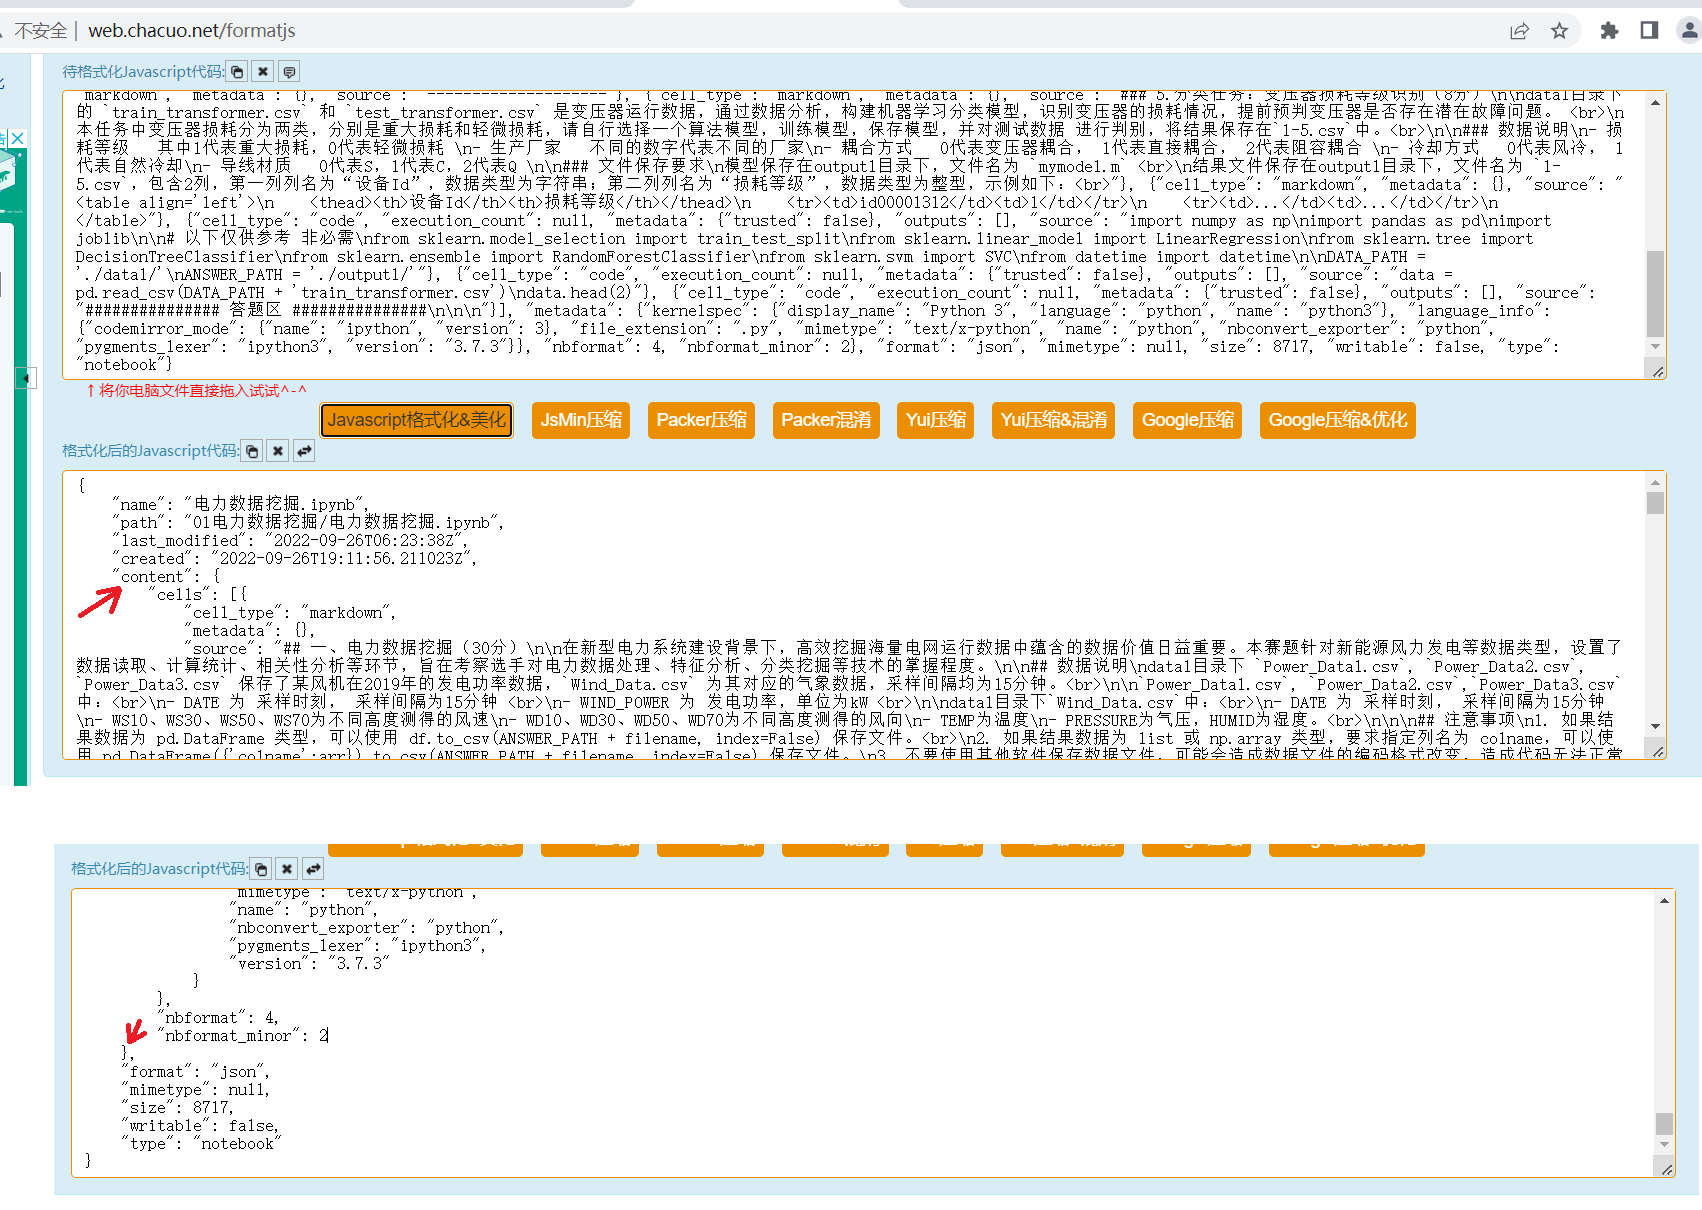 不安全 | web.chacuo.net/formatjs
待格式化Javascript代码:
"markdown", "metadata": {}, "source": "--------------------"}, {"cell_type": "markdown", "metadata": {}, "source": "### 5.分类任务：变压器损耗等级识别（8分）\n\ndata1目录下
的 `train_transformer.csv` 和 `test_transformer.csv` 是变压器运行数据，通过数据分析，构建机器学习分类模型，识别变压器的损耗情况，提前预判变压器是否存在潜在故障问题。 <br>\n
本任务中变压器损耗分为两类，分别是重大损耗和轻微损耗，请自行选择一个算法模型，训练模型，保存模型，并对测试数据 进行判别，将结果保存在`1-5.csv`中。<br>\n\n### 数据说明\n- 损
耗等级   其中1代表重大损耗，0代表轻微损耗 \n- 生产厂家   不同的数字代表不同的厂家\n- 耦合方式   0代表变压器耦合， 1代表直接耦合， 2代表阻容耦合 \n- 冷却方式   0代表风冷， 1
代表自然冷却\n- 导线材质   0代表S，1代表C，2代表Q \n\n### 文件保存要求\n模型保存在output1目录下，文件名为 `mymodel.m` <br>\n结果文件保存在output1目录下，文件名为 `1-
5.csv`，包含2列，第一列列名为“设备Id”，数据类型为字符串；第二列列名为“损耗等级”，数据类型为整型，示例如下：<br>"}, {"cell_type": "markdown", "metadata": {}, "source": "
<table align='left'>\n    <thead><th>设备Id</th><th>损耗等级</th></thead>\n    <tr><td>id00001312</td><td>1</td></tr>\n    <tr><td>...</td><td>...</td></tr>\n
</table>"}, {"cell_type": "code", "execution_count": null, "metadata": {"trusted": false}, "outputs": [], "source": "import numpy as np\nimport pandas as pd\nimport
joblib\n\n# 以下仅供参考 非必需\nfrom sklearn.model_selection import train_test_split\nfrom sklearn.linear_model import LinearRegression\nfrom sklearn.tree import
DecisionTreeClassifier\nfrom sklearn.ensemble import RandomForestClassifier\nfrom sklearn.svm import SVC\nfrom datetime import datetime\n\nDATA_PATH =
'./data1/'\nANSWER_PATH = './output1/'"}, {"cell_type": "code", "execution_count": null, "metadata": {"trusted": false}, "outputs": [], "source": "data =
pd.read_csv(DATA_PATH + 'train_transformer.csv')\ndata.head(2)"}, {"cell_type": "code", "execution_count": null, "metadata": {"trusted": false}, "outputs": [], "source":
"############### 答题区 ###############\n\n\n"}], "metadata": {"kernelspec": {"display_name": "Python 3", "language": "python", "name": "python3"}, "language_info":
{"codemirror_mode": {"name": "ipython", "version": 3}, "file_extension": ".py", "mimetype": "text/x-python", "name": "python", "nbconvert_exporter": "python",
"pygments_lexer": "ipython3", "version": "3.7.3"}}, "nbformat": 4, "nbformat_minor": 2}, "format": "json", "mimetype": null, "size": 8717, "writable": false, "type":
"notebook"}
↑将你电脑文件直接拖入试试^-^
Javascript格式化&美化 JsMin压缩 Packer压缩 Packer混淆 Yui压缩 Yui压缩&混淆 Google压缩 Google压缩&优化
格式化后的Javascript代码:
{
"name": "电力数据挖掘.ipynb",
"path": "01电力数据挖掘/电力数据挖掘.ipynb",
"last_modified": "2022-09-26T06:23:38Z",
"created": "2022-09-26T19:11:56.211023Z",
"content": {
"cells": [{
"cell_type": "markdown",
"metadata": {},
"source": "## 一、电力数据挖掘（30分）\n\n在新型电力系统建设背景下，高效挖掘海量电网运行数据中蕴含的数据价值日益重要。本赛题针对新能源风力发电等数据类型，设置了
数据读取、计算统计、相关性分析等环节，旨在考察选手对电力数据处理、特征分析、分类挖掘等技术的掌握程度。\n\n## 数据说明\ndata1目录下 `Power_Data1.csv`, `Power_Data2.csv`,
`Power_Data3.csv` 保存了某风机在2019年的发电功率数据，`Wind_Data.csv` 为其对应的气象数据，采样间隔均为15分钟。<br>\n\n`Power_Data1.csv`, `Power_Data2.csv`,`Power_Data3.csv`
中：<br>\n- DATE 为 采样时刻， 采样间隔为15分钟 <br>\n- WIND_POWER 为 发电功率，单位为kW <br>\n\ndata1目录下`Wind_Data.csv`中：<br>\n- DATE 为 采样时刻， 采样间隔为15分钟
\n- WS10、WS30、WS50、WS70为不同高度测得的风速\n- WD10、WD30、WD50、WD70为不同高度测得的风向\n- TEMP为温度\n- PRESSURE为气压，HUMID为湿度。<br>\n\n\n## 注意事项\n1. 如果结
果数据为 pd.DataFrame 类型，可以使用 df.to_csv(ANSWER_PATH + filename, index=False) 保存文件。<br>\n2. 如果结果数据为 list 或 np.array 类型，要求指定列名为 colname，可以使
用 pd.DataFrame({'colname':arr}).to_csv(ANSWER_PATH + filename, index=False) 保存文件。\n3. 不要使用其他软件保存数据文件，可能会造成数据文件的编码格式改变，造成代码无法正常
格式化后的Javascript代码:
"mimetype": "text/x-python",
"name": "python",
"nbconvert_exporter": "python",
"pygments_lexer": "ipython3",
"version": "3.7.3"
}
},
"nbformat": 4,
"nbformat_minor": 2
},
"format": "json",
"mimetype": null,
"size": 8717,
"writable": false,
"type": "notebook"
}